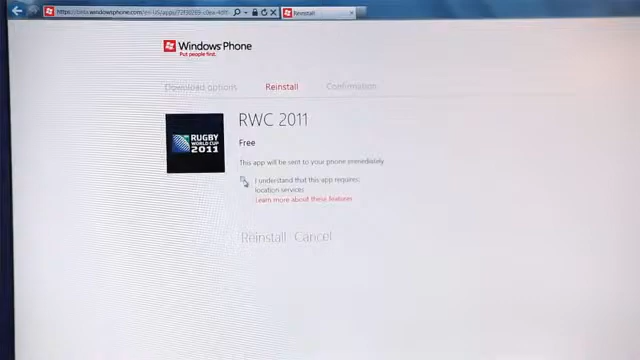 Reinstall
Windows Phone
Put people first.
Download options Reinstall Confirmation
RWC 2011
Free
RUGBY
WORLD CUP
2011
This app will be sent to your phone immediately
I understand that this app requires:
location services
Learn more about these features
Reinstall Cancel